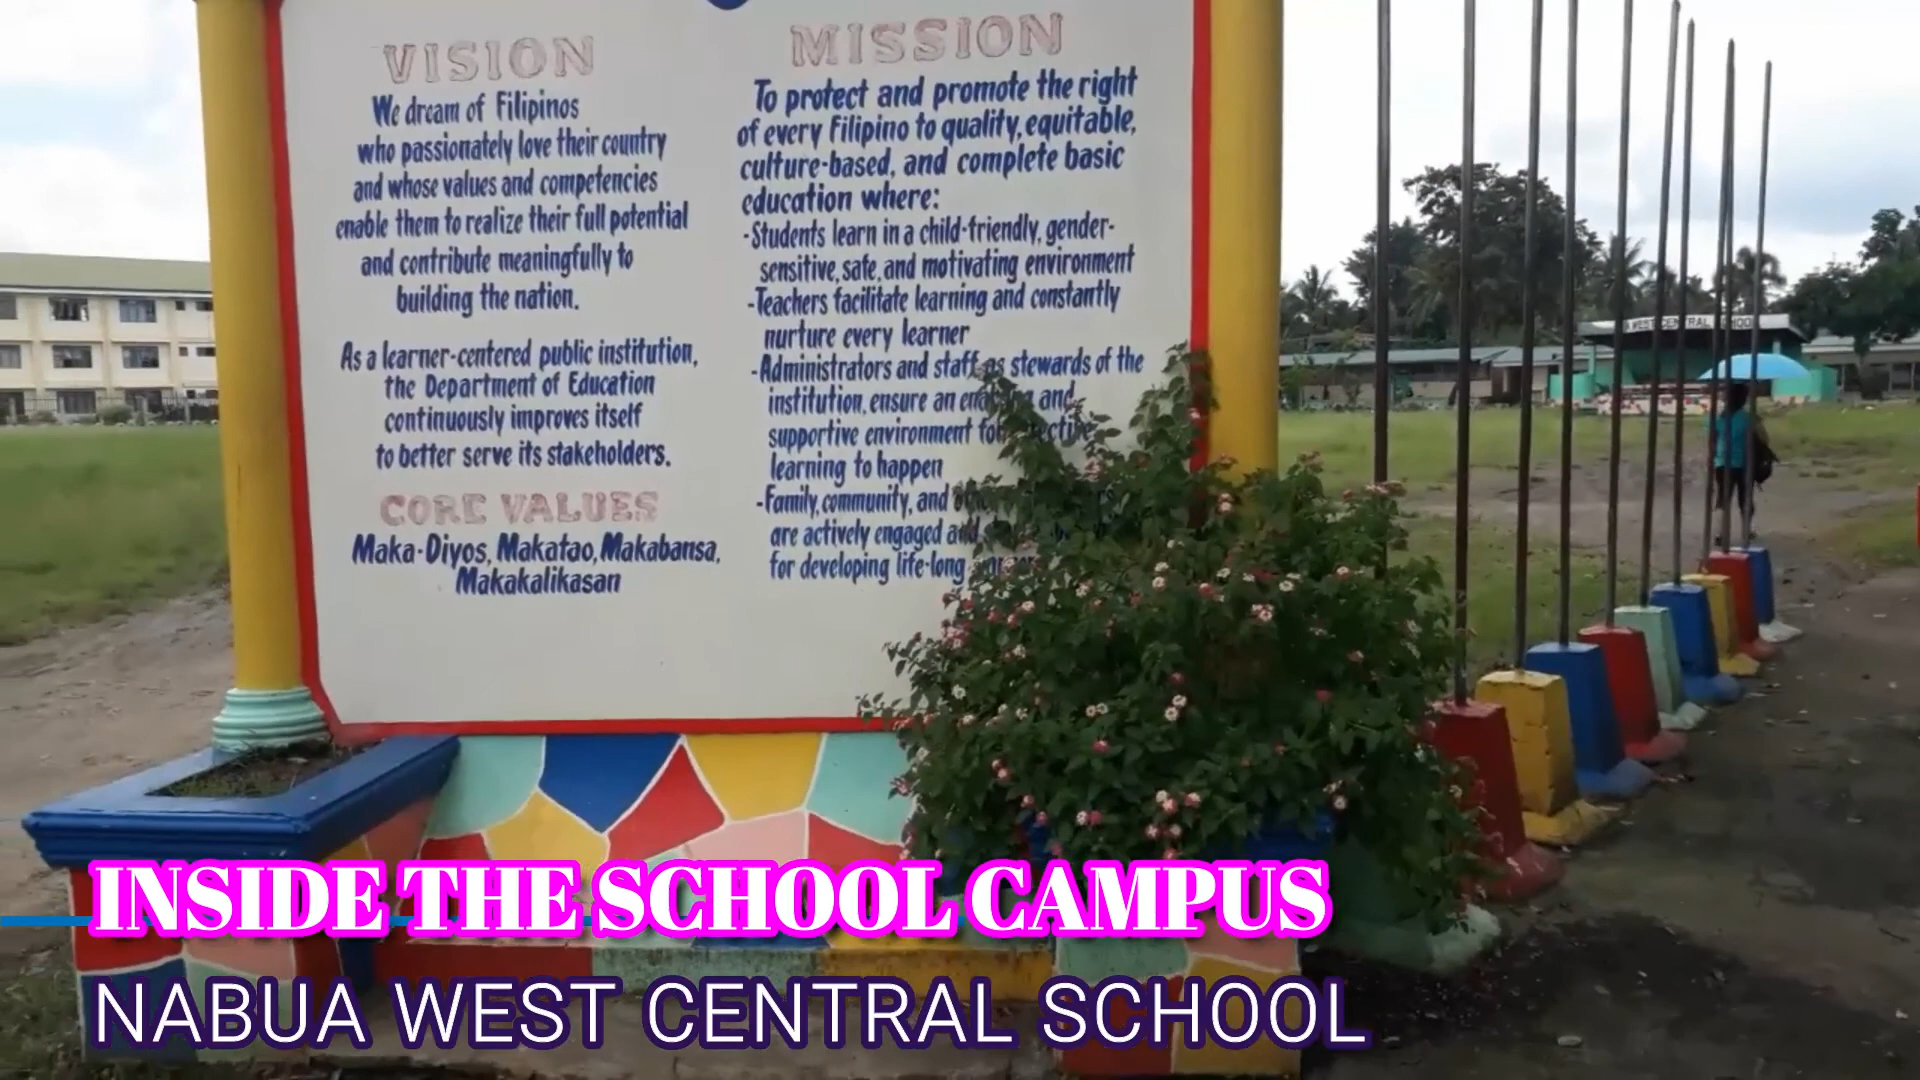 VISION
We dream of Filipinos
who passionately love their country
and whose values and competencies
enable them to realize their full potential
and contribute meaningfully to
building the nation.
As a learner-centered public institution,
the Department of Education
continuously improves itself
to better serve its stakeholders.
CORE VALUES
Maka-Diyos, Makatao, Makabansa,
Makakalikasan
MISSION
To protect and promote the right
of every Filipino to quality, equitable,
culture-based, and complete basic
education where:
-Students learn in a child-friendly, gender-
sensitive, safe, and motivating environment
-Teachers facilitate learning and constantly
nurture every learner
-Administrators and staff, as stewards of the
institution, ensure an and
supportive environment for
learning to happen
-Family, community, and
are actively engaged and
for developing life-long
WEST CENTRAL SCHOOL
INSIDE THE SCHOOL CAMPUS
NABUA WEST CENTRAL SCHOOL